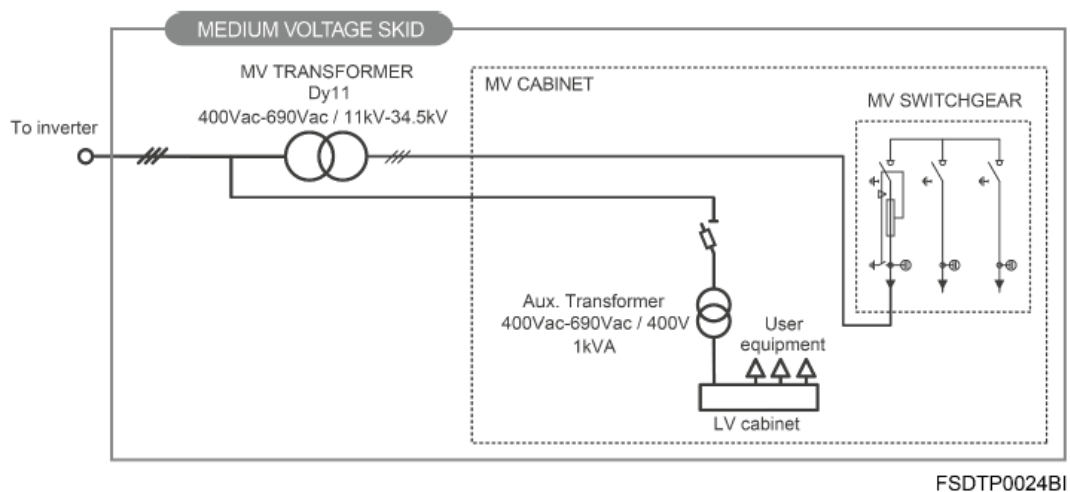 MEDIUM VOLTAGE SKID
MV TRANSFORMER
Dy11
400Vac-690Vac / 11kV-34.5kV
To inverter
MV CABINET
MV SWITCHGEAR
Aux. Transformer
400Vac-690Vac / 400V
1kVA
User
equipment
LV cabinet
FSDTP0024BI